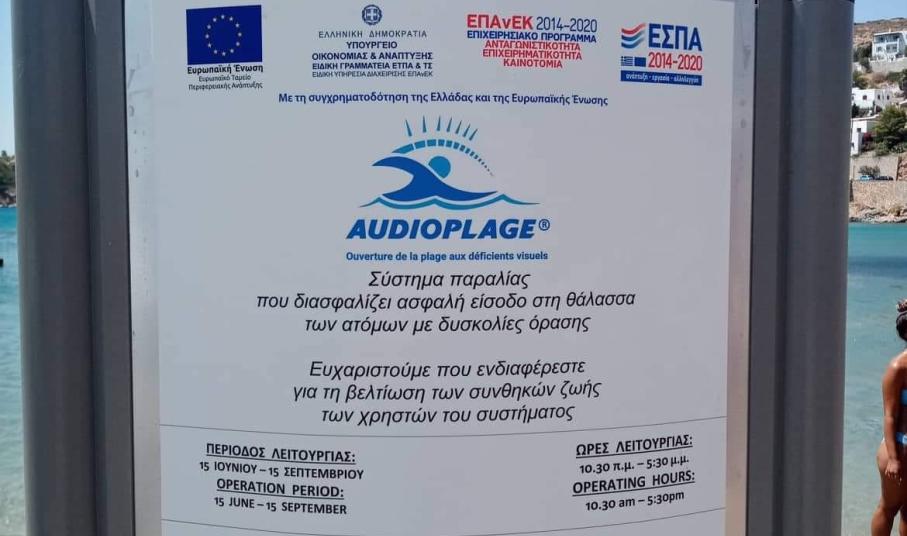 Ευρωπαϊκή Ένωση
Ευρωπαϊκό Ταμείο
Περιφερειακής Ανάπτυξης
ΕΛΛΗΝΙΚΗ ΔΗΜΟΚΡΑΤΙΑ
ΥΠΟΥΡΓΕΙΟ
ΟΙΚΟΝΟΜΙΑΣ & ΑΝΑΠΤΥΞΗΣ
ΕΙΔΙΚΗ ΓΡΑΜΜΑΤΕΙΑ ΕΤΠΑ & ΤΣ
ΕΙΔΙΚΗ ΥΠΗΡΕΣΙΑ ΔΙΑΧΕΙΡΙΣΗΣ ΕΠΑνΕΚ
ΕΠΑνΕΚ 2014-2020
ΕΠΙΧΕΙΡΗΣΙΑΚΟ ΠΡΟΓΡΑΜΜΑ
ΑΝΤΑΓΩΝΙΣΤΙΚΟΤΗΤΑ
ΕΠΙΧΕΙΡΗΜΑΤΙΚΟΤΗΤΑ
ΚΑΙΝΟΤΟΜΙΑ
ΕΣΠΑ
2014-2020
ανάπτυξη - εργασία - αλληλεγγύη
Με τη συγχρηματοδότηση της Ελλάδας και της Ευρωπαϊκής Ένωσης
AUDIOPLAGE®
Ouverture de la plage aux déficients visuels
Σύστημα παραλίας
που διασφαλίζει ασφαλή είσοδο στη θάλασσα
των ατόμων με δυσκολίες όρασης
Ευχαριστούμε που ενδιαφέρεστε
για τη βελτίωση των συνθηκών ζωής
των χρηστών του συστήματος
ΠΕΡΙΟΔΟΣ ΛΕΙΤΟΥΡΓΙΑΣ:
15 ΙΟΥΝΙΟΥ – 15 ΣΕΠΤΕΜΒΡΙΟΥ
OPERATION PERIOD:
15 JUNE – 15 SEPTEMBER
ΩΡΕΣ ΛΕΙΤΟΥΡΓΙΑΣ:
10.30 π.μ. – 5:30 μ.μ.
OPERATING HOURS:
10.30 am – 5:30pm